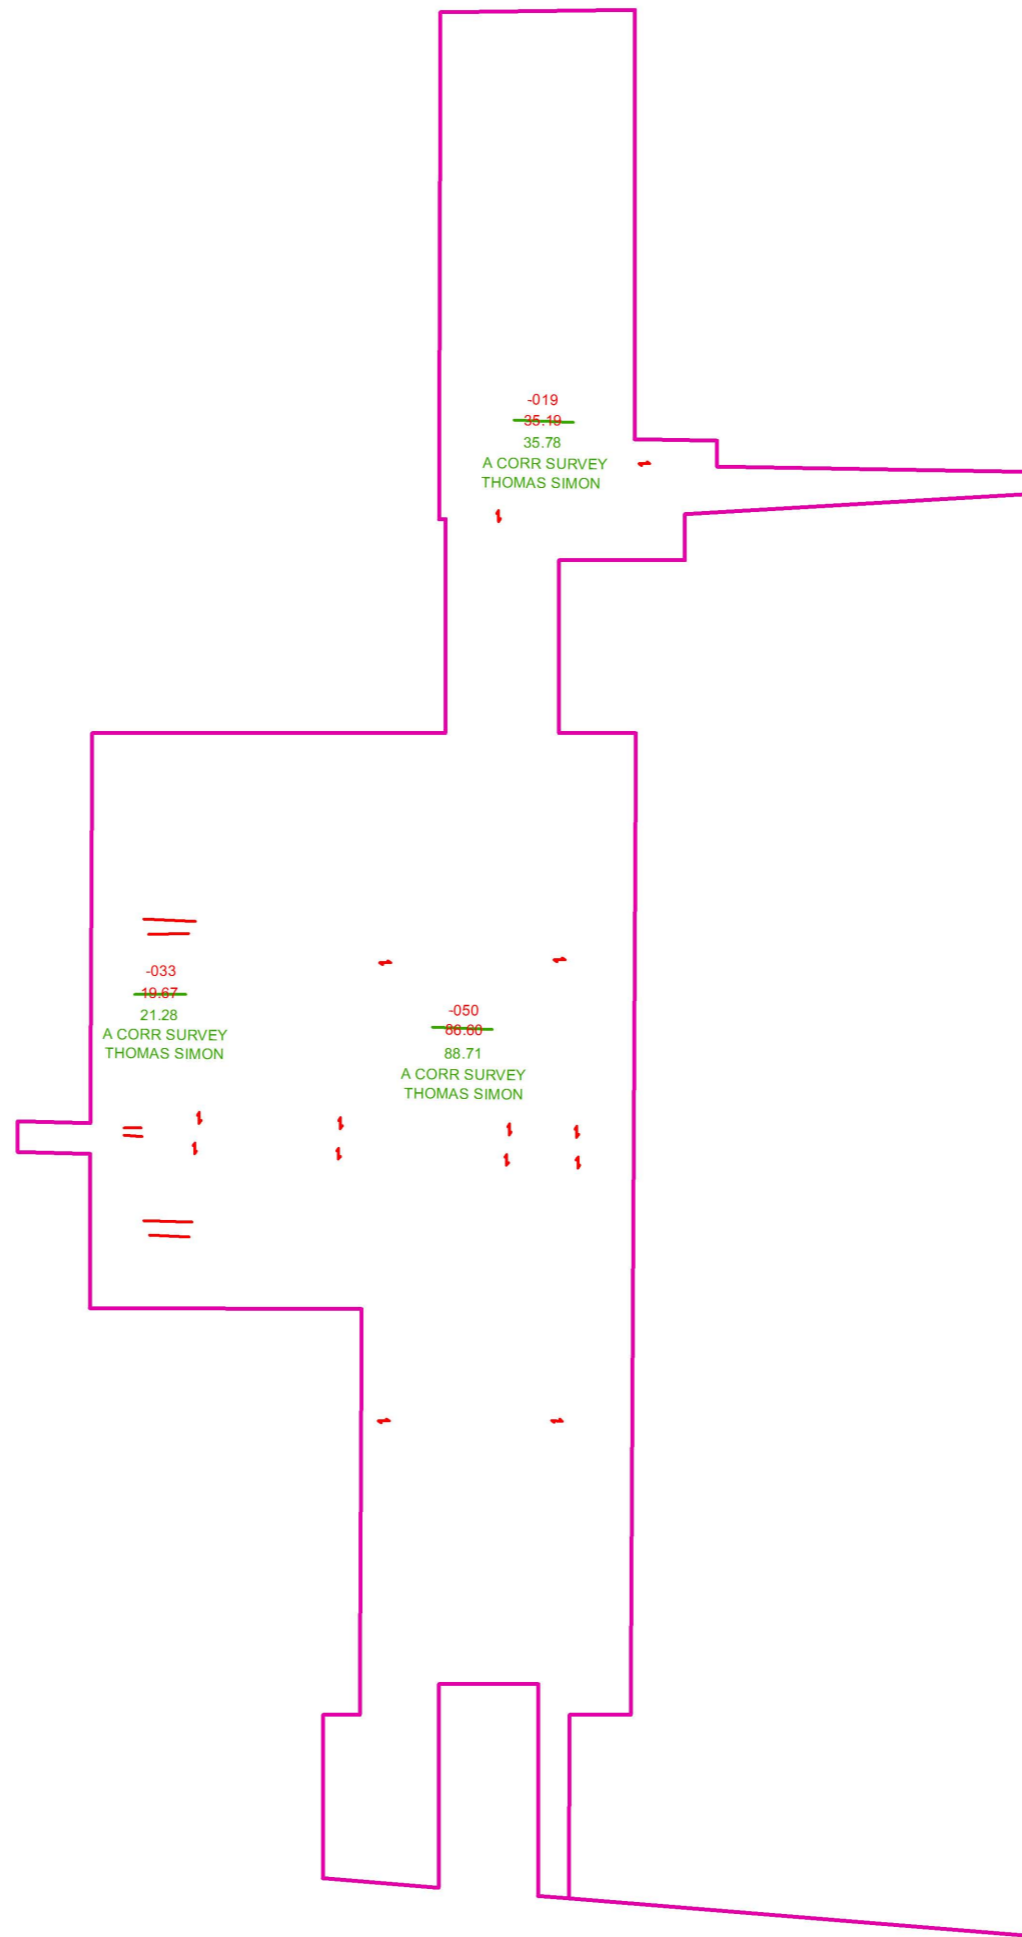 -019
35.19
35.78
A CORR SURVEY
THOMAS SIMON
-033
19.67
21.28
A CORR SURVEY
THOMAS SIMON
-050
86.60
88.71
A CORR SURVEY
THOMAS SIMON